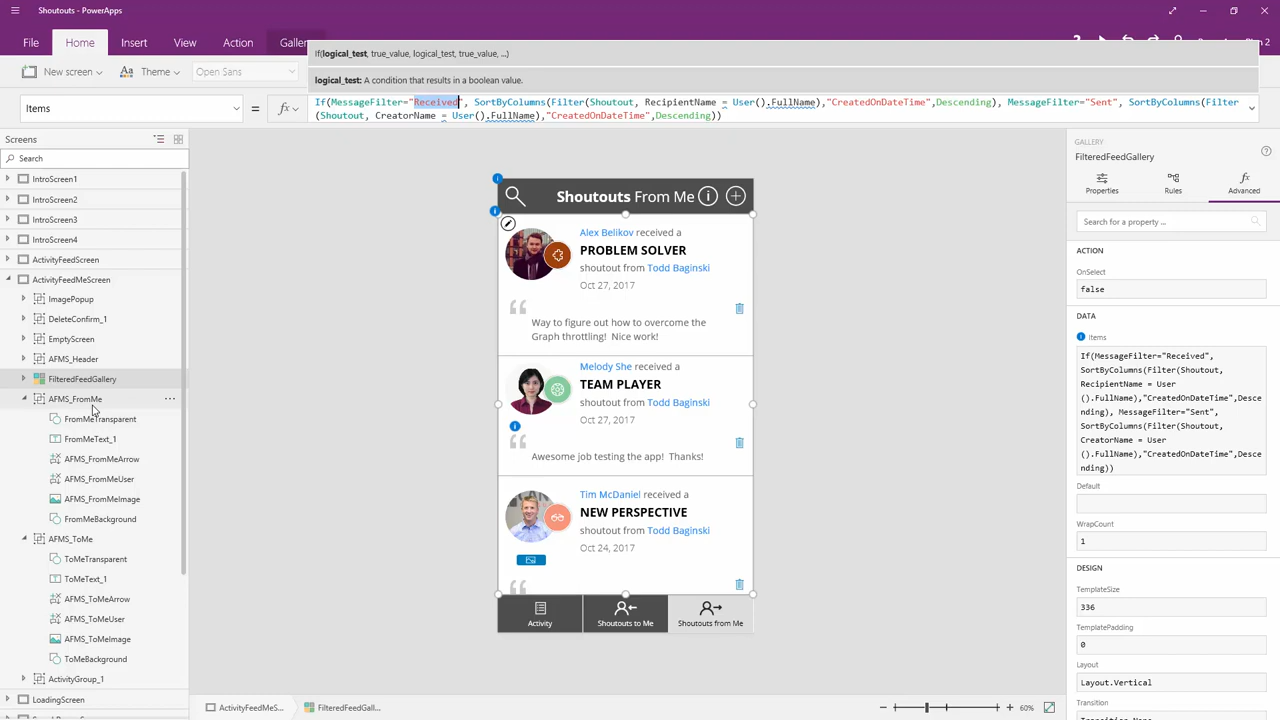 Shoutouts - PowerApps
File
Home
Insert
View
Action
Galler
If(logical_test, true_value, logical_test, true_value, ...)
logical_test: A condition that results in a boolean value.
New screen
Theme
Open Sans
Items
=
fx
If(MessageFilter="Received", SortByColumns(Filter(Shoutout, RecipientName = User().FullName),"CreatedOnDateTime",Descending), MessageFilter="Sent", SortByColumns(Filter
(Shoutout, CreatorName = User().FullName),"CreatedOnDateTime",Descending))
Screens
Search
IntroScreen1
IntroScreen2
IntroScreen3
IntroScreen4
ActivityFeedScreen
ActivityFeedMeScreen
ImagePopup
DeleteConfirm_1
EmptyScreen
AFMS_Header
FilteredFeedGallery
AFMS_FromMe
FromMeTransparent
FromMeText_1
AFMS_FromMeArrow
AFMS_FromMeUser
AFMS_FromMeImage
FromMeBackground
AFMS_ToMe
ToMeTransparent
ToMeText_1
AFMS_ToMeArrow
AFMS_ToMeUser
AFMS_ToMeImage
ToMeBackground
ActivityGroup_1
LoadingScreen
Shoutouts From Me
Alex Belikov received a
PROBLEM SOLVER
shoutout from Todd Baginski
Oct 27, 2017
Way to figure out how to overcome the
Graph throttling! Nice work!
Melody She received a
TEAM PLAYER
shoutout from Todd Baginski
Oct 27, 2017
Awesome job testing the app! Thanks!
Tim McDaniel received a
NEW PERSPECTIVE
shoutout from Todd Baginski
Oct 24, 2017
Activity
Shoutouts to Me
Shoutouts from Me
GALLERY
FilteredFeedGallery
Properties
Rules
Advanced
Search for a property ...
ACTION
OnSelect
false
DATA
Items
If(MessageFilter="Received",
SortByColumns(Filter(Shoutout,
RecipientName = User
().FullName),"CreatedOnDateTime",Desce
nding), MessageFilter="Sent",
SortByColumns(Filter(Shoutout,
CreatorName = User
().FullName),"CreatedOnDateTime",Desce
nding))
Default
WrapCount
1
DESIGN
TemplateSize
336
TemplatePadding
0
Layout
Layout.Vertical
Transition
ActivityFeedMeS...
FilteredFeedGall...
60%